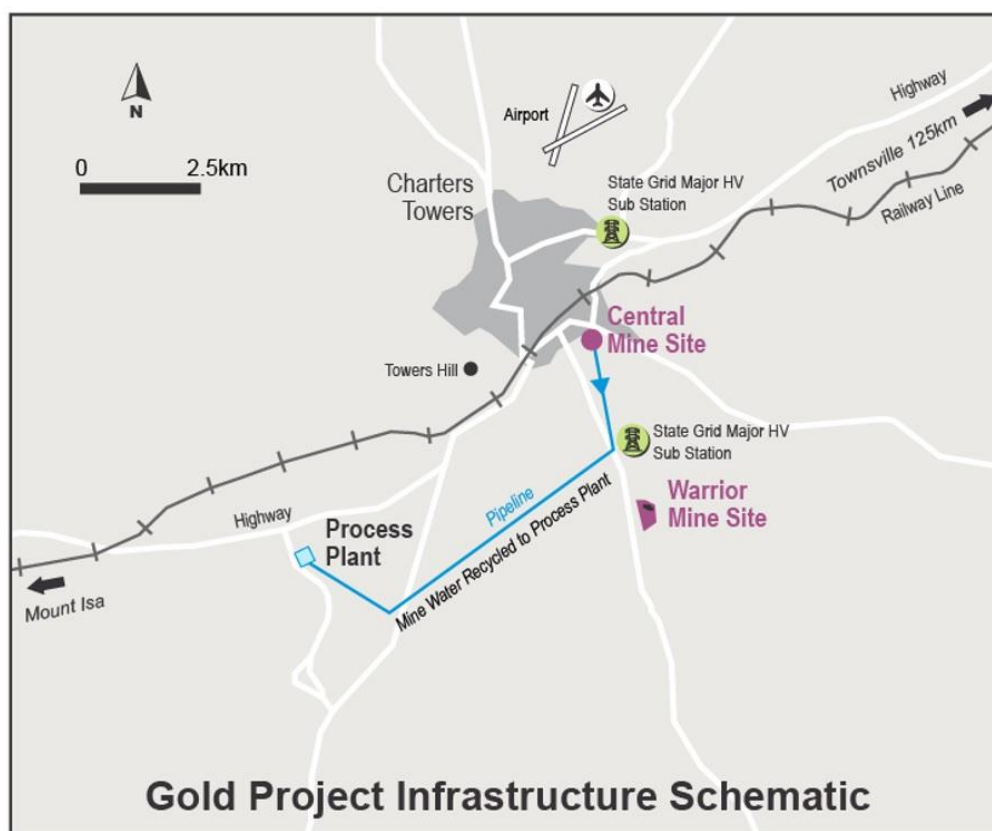 Airport
Highway
N
0 2.5km
Townsville 125km
Charters
Towers
State Grid Major HV
Sub Station
Railway Line
Central
Mine Site
Towers Hill
State Grid Major HV
Sub Station
Warrior
Mine Site
Pipeline
Highway
Process
Plant
Mine Water Recycled to Process Plant
Mount Isa
Gold Project Infrastructure Schematic